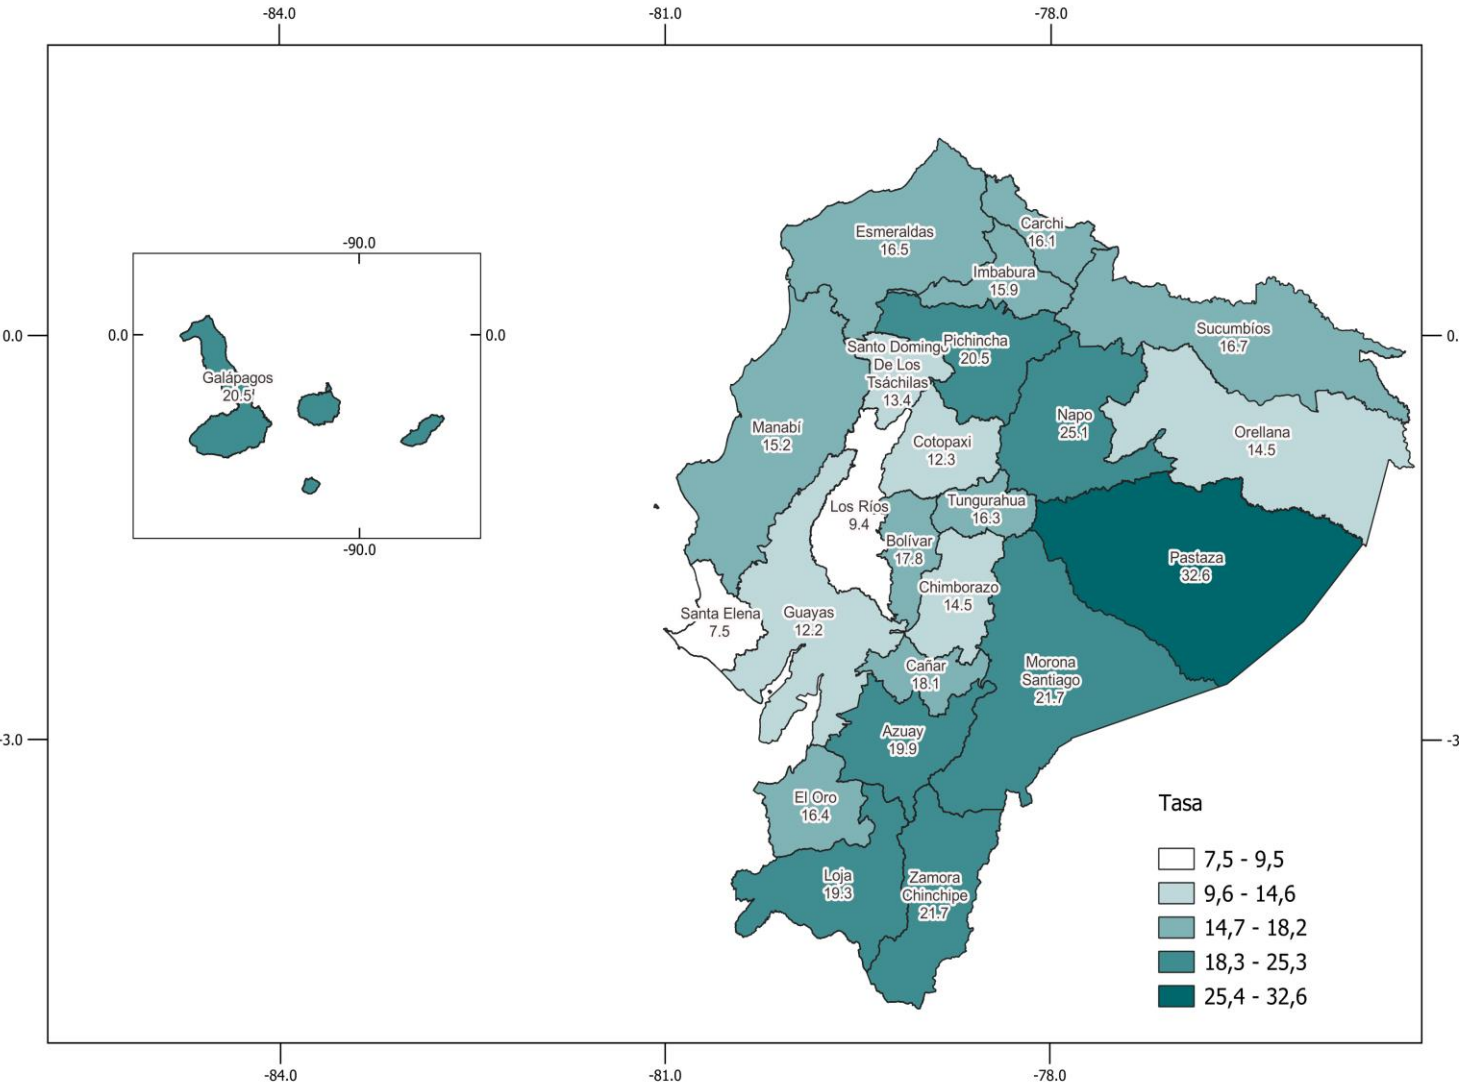 -84.0
-81.0
-78.0
-90.0
0.0
0.0
0.0
0.
Galápagos
20.5
-90.0
Esmeraldas
16.5
Carchi
16.1
Imbabura
15.9
Sucumbíos
16.7
Pichincha
20.5
Santo Domingo
De Los
Tsáchilas
13.4
Napo
25.1
Orellana
14.5
Manabí
15.2
Cotopaxi
12.3
Los Ríos
9.4
Tungurahua
16.3
Bolívar
17.8
Pastaza
32.6
Chimborazo
14.5
Santa Elena
7.5
Guayas
12.2
Cañar
18.1
Morona
Santiago
21.7
Azuay
19.9
-3.0
-3
El Oro
16.4
Loja
19.3
Zamora
Chinchipe
21.7
Tasa
7,5 - 9,5
9,6 - 14,6
14,7 - 18,2
18,3 - 25,3
25,4 - 32,6
-84.0
-81.0
-78.0